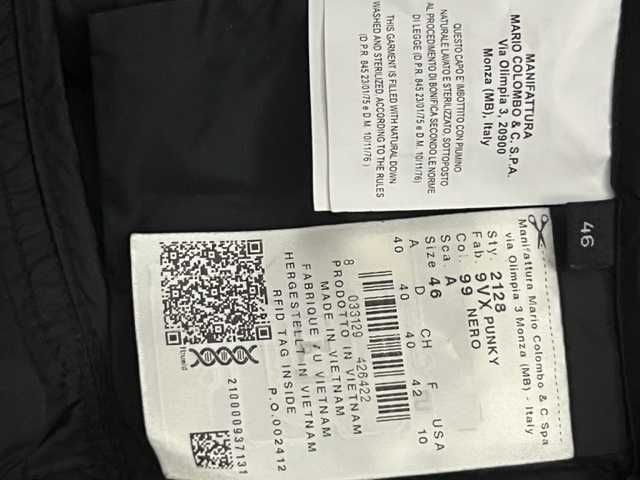 MANIFATTURA
MARIO COLOMBO & C. S.P.A.
Via Olimpia 3, 20900
Monza (MB), Italy
QUESTO CAPO E' IMBOTTITO CON PIUMINO
NATURALE LAVATO E STERILIZZATO, SOTTOPOSTO
AL PROCEDIMENTO DI BONIFICA SECONDO LE NORME
DI LEGGE (D.P.R. 845 23/01/75 e D.M. 10/11/76)
THIS GARMENT IS FILLED WITH NATURAL DOWN
WASHED AND STERILIZED, ACCORDING TO THE RULES
(D.P.R. 845 23/01/75 e D.M. 10/11/76)
46
Manifattura Mario Colombo & C Spa
via Olimpia 3 Monza (MB) - Italy
Sty. 2128
Fab. 9VX PUNKY
Col. 99 NERO
Sca. A
Size 46
A D CH F USA
40 40 40 42 10
8 033129 426422
PRODOTTO IN VIETNAM
MADE IN VIETNAM
FABRIQUE AU VIETNAM
HERGESTELLT IN VIETNAM
RFID TAG INSIDE
P.O.002412
trueid
210000937131